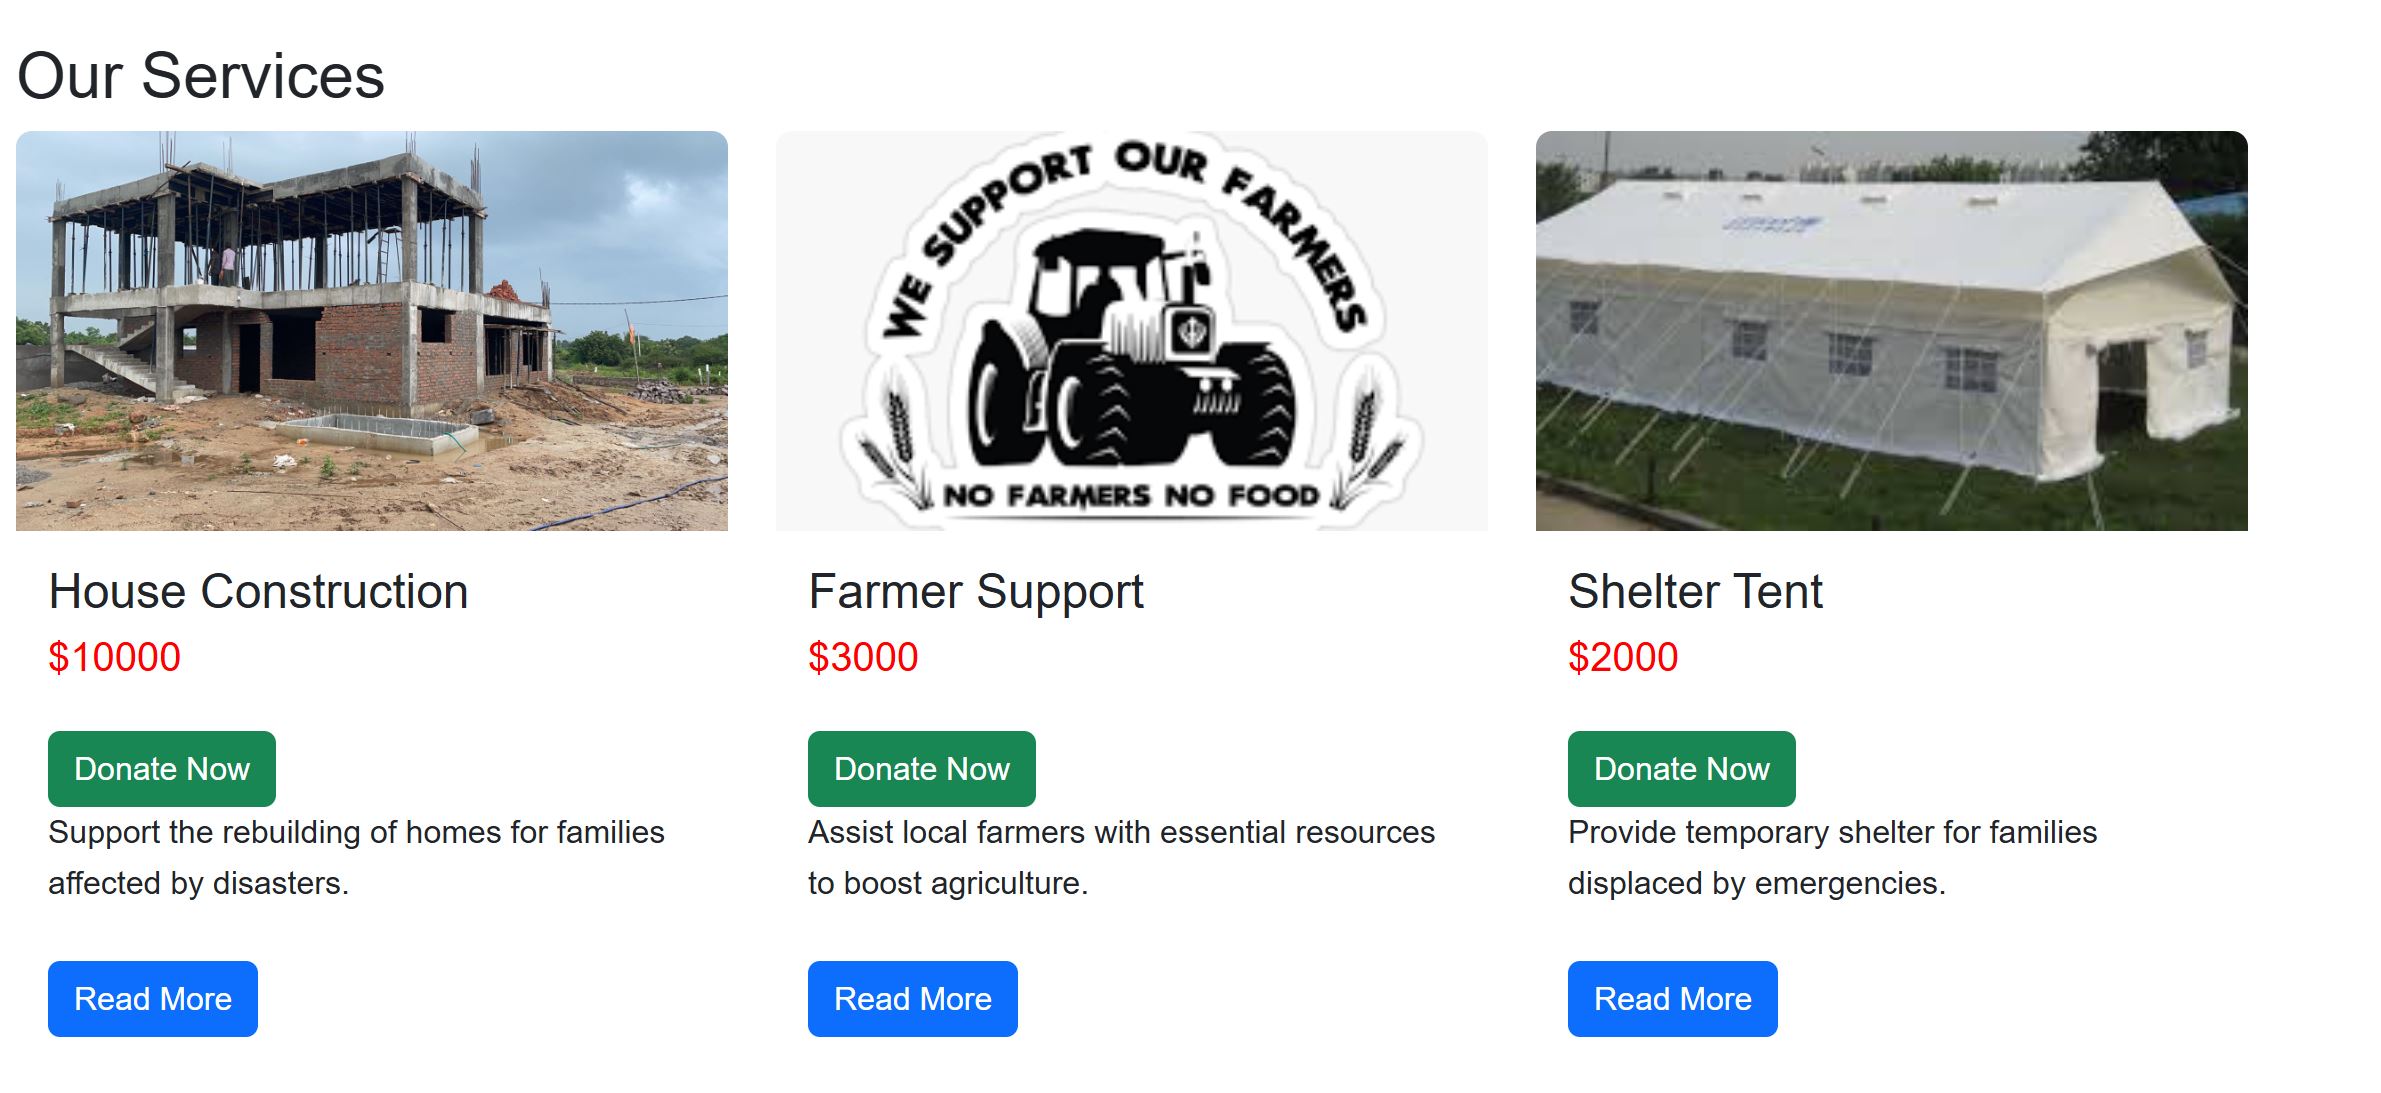 Our Services
WE SUPPORT OUR FARMERS
NO FARMERS NO FOOD
House Construction
$10000
Donate Now
Support the rebuilding of homes for families
affected by disasters.
Read More
Farmer Support
$3000
Donate Now
Assist local farmers with essential resources
to boost agriculture.
Read More
Shelter Tent
$2000
Donate Now
Provide temporary shelter for families
displaced by emergencies.
Read More